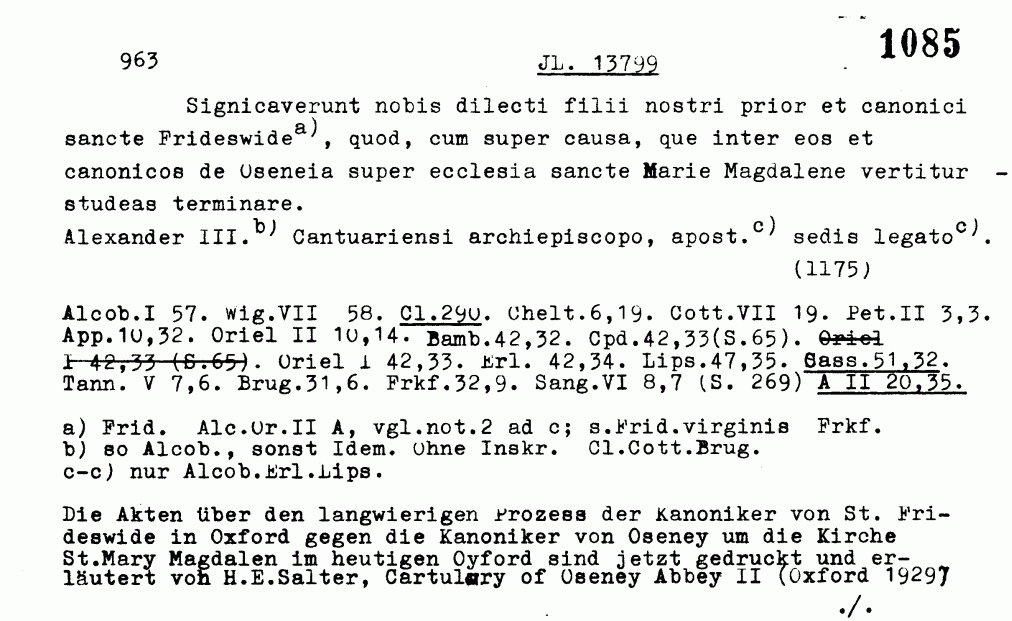 1085
963 JL. 13799
Signicaverunt nobis dilecti filii nostri prior et canonici
sancte Frideswide a), quod, cum super causa, que inter eos et
canonicos de Oseneia super ecclesia sancte Marie Magdalene vertitur -
studeas terminare.
Alexander III. b) Cantuariensi archiepiscopo, apost. c) sedis legato c).
(1175)
Alcob.I 57. Wig.VII 58. Cl.290. Chelt.6,19. Cott.VII 19. Pet.II 3,3.
App.10,32. Oriel II 10,14. Bamb.42,32. Cpd.42,33(S.65). Oriel
I 42,33 (S.65). Oriel I 42,33. Erl. 42,34. Lips.47,35. Cass.51,32.
Tann. V 7,6. Brug.31,6. Frkf.32,9. Sang.VI 8,7 (S. 269) A II 20,35.
a) Frid. Alc.Or.II A, vgl.not.2 ad c; s.Frid.virginis Frkf.
b) so Alcob., sonst Idem. Ohne Inskr. Cl.Cott.Brug.
c-c) nur Alcob.Erl.Lips.
Die Akten über den langwierigen Prozess der Kanoniker von St. Fri-
deswide in Oxford gegen die Kanoniker von Oseney um die Kirche
St.Mary Magdalen im heutigen Oyford sind jetzt gedruckt und er-
läutert von H.E.Salter, Cartulary of Oseney Abbey II (Oxford 1929)
./.